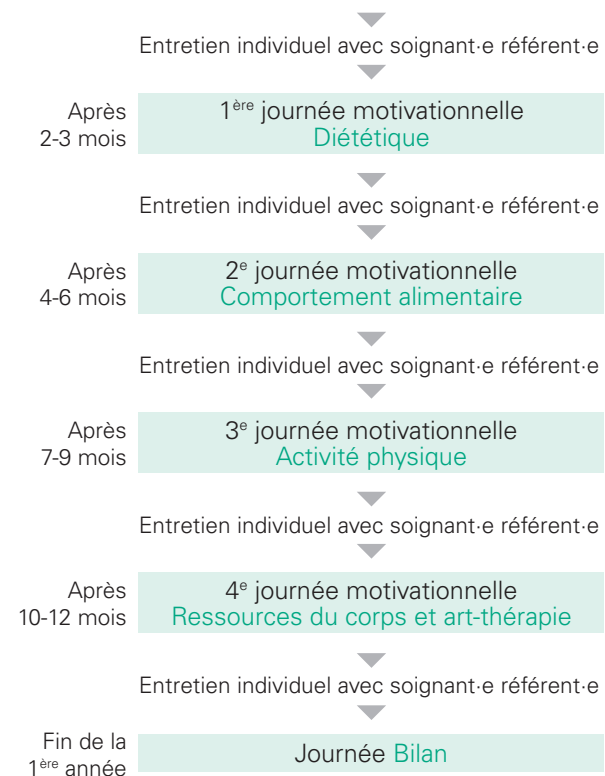 Entretien individuel avec soignant·e référent·e
Après
2-3 mois
1ère journée motivationnelle
Diététique
Entretien individuel avec soignant·e référent·e
Après
4-6 mois
2e journée motivationnelle
Comportement alimentaire
Entretien individuel avec soignant·e référent·e
Après
7-9 mois
3e journée motivationnelle
Activité physique
Entretien individuel avec soignant·e référent·e
Après
10-12 mois
4e journée motivationnelle
Ressources du corps et art-thérapie
Entretien individuel avec soignant·e référent·e
Fin de la
1ère année
Journée Bilan